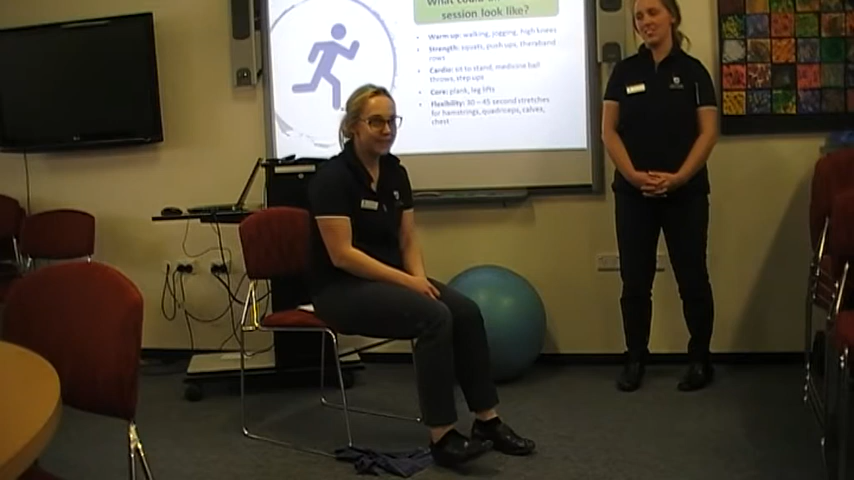 session look like?
• Warm up: walking, jogging, high knees
• Strength: squats, push ups, theraband
rows
• Cardio: sit to stand, medicine ball
throws, step ups
• Core: plank, leg lifts
• Flexibility: 30 – 45 second stretches
for hamstrings, quadriceps, calves,
chest